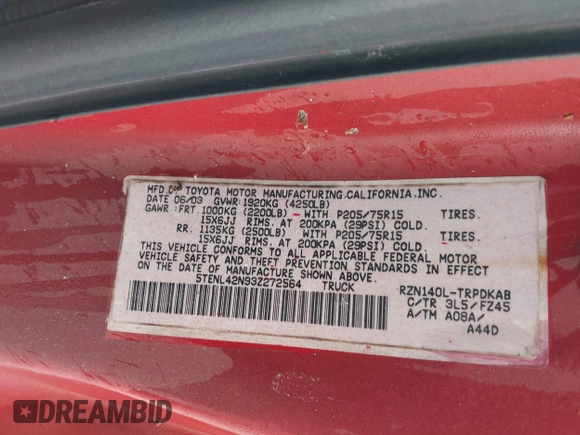 MFD. BY TOYOTA MOTOR MANUFACTURING.CALIFORNIA.INC.
DATE 06/03 GVWR:1920KG (4250LB)
GAWR:FRT. 1000KG (2200LB) - WITH P205/75R15 TIRES.
15X6JJ RIMS, AT 200KPA (29PSI) COLD.
RR. 1135KG (2500LB) - WITH P205/75R15 TIRES.
15X6JJ RIMS, AT 200KPA (29PSI) COLD.
THIS VEHICLE CONFORMS TO ALL APPLICABLE FEDERAL MOTOR
VEHICLE SAFETY AND THEFT PREVENTION STANDARDS IN EFFECT
ON THE DATE OF MANUFACTURE SHOWN ABOVE.
5TENL42N93Z272564 TRUCK
RZN140L-TRPDKAB
C/TR 3L5/FZ45
A/TM A08A/
A44D
DREAMBID